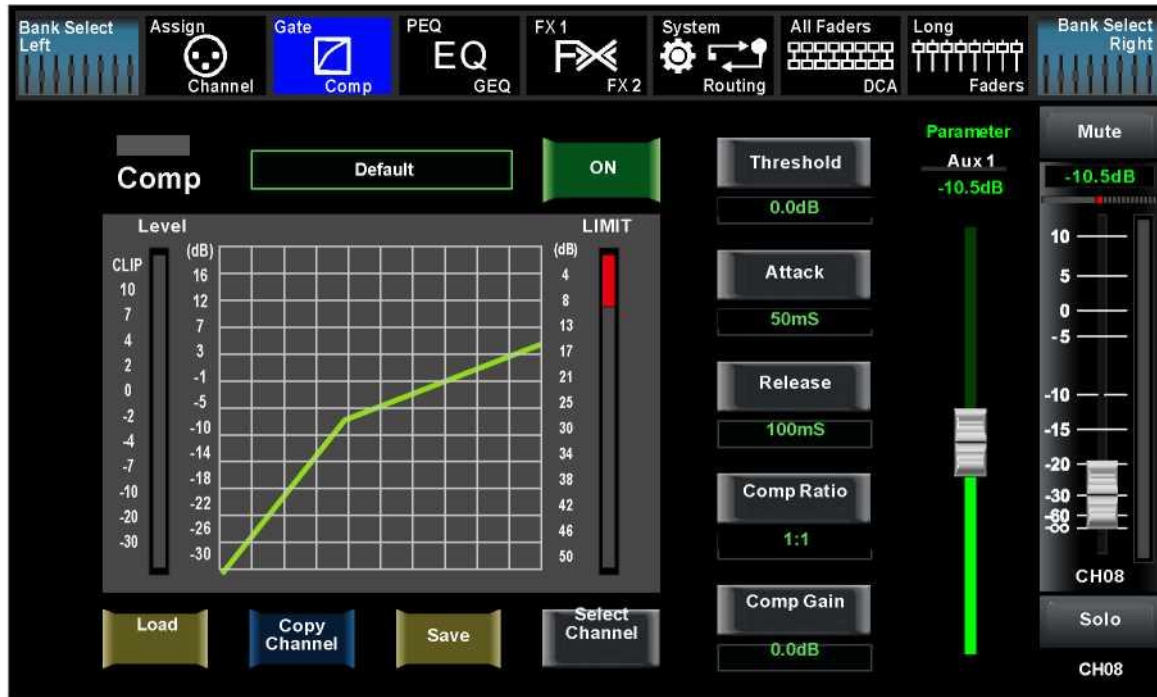 Bank Select
Left
Assign
Channel
Gate
Comp
PEQ
EQ
GEQ
FX 1
FX
FX 2
System
Routing
All Faders
DCA
Long
Faders
Bank Select
Right
Comp
Default
ON
Level
LIMIT
CLIP
10
7
4
2
0
-2
-4
-7
-10
-20
-30
(dB)
16
12
7
3
-1
-5
-10
-14
-18
-22
-26
-30
(dB)
4
8
13
17
21
25
30
34
38
42
46
50
Load
Copy
Channel
Save
Select
Channel
Threshold
0.0dB
Attack
50mS
Release
100mS
Comp Ratio
1:1
Comp Gain
0.0dB
Parameter
Aux 1
-10.5dB
Mute
-10.5dB
10
5
0
-5
-10
-15
-20
-30
-60
-∞
CH08
Solo
CH08